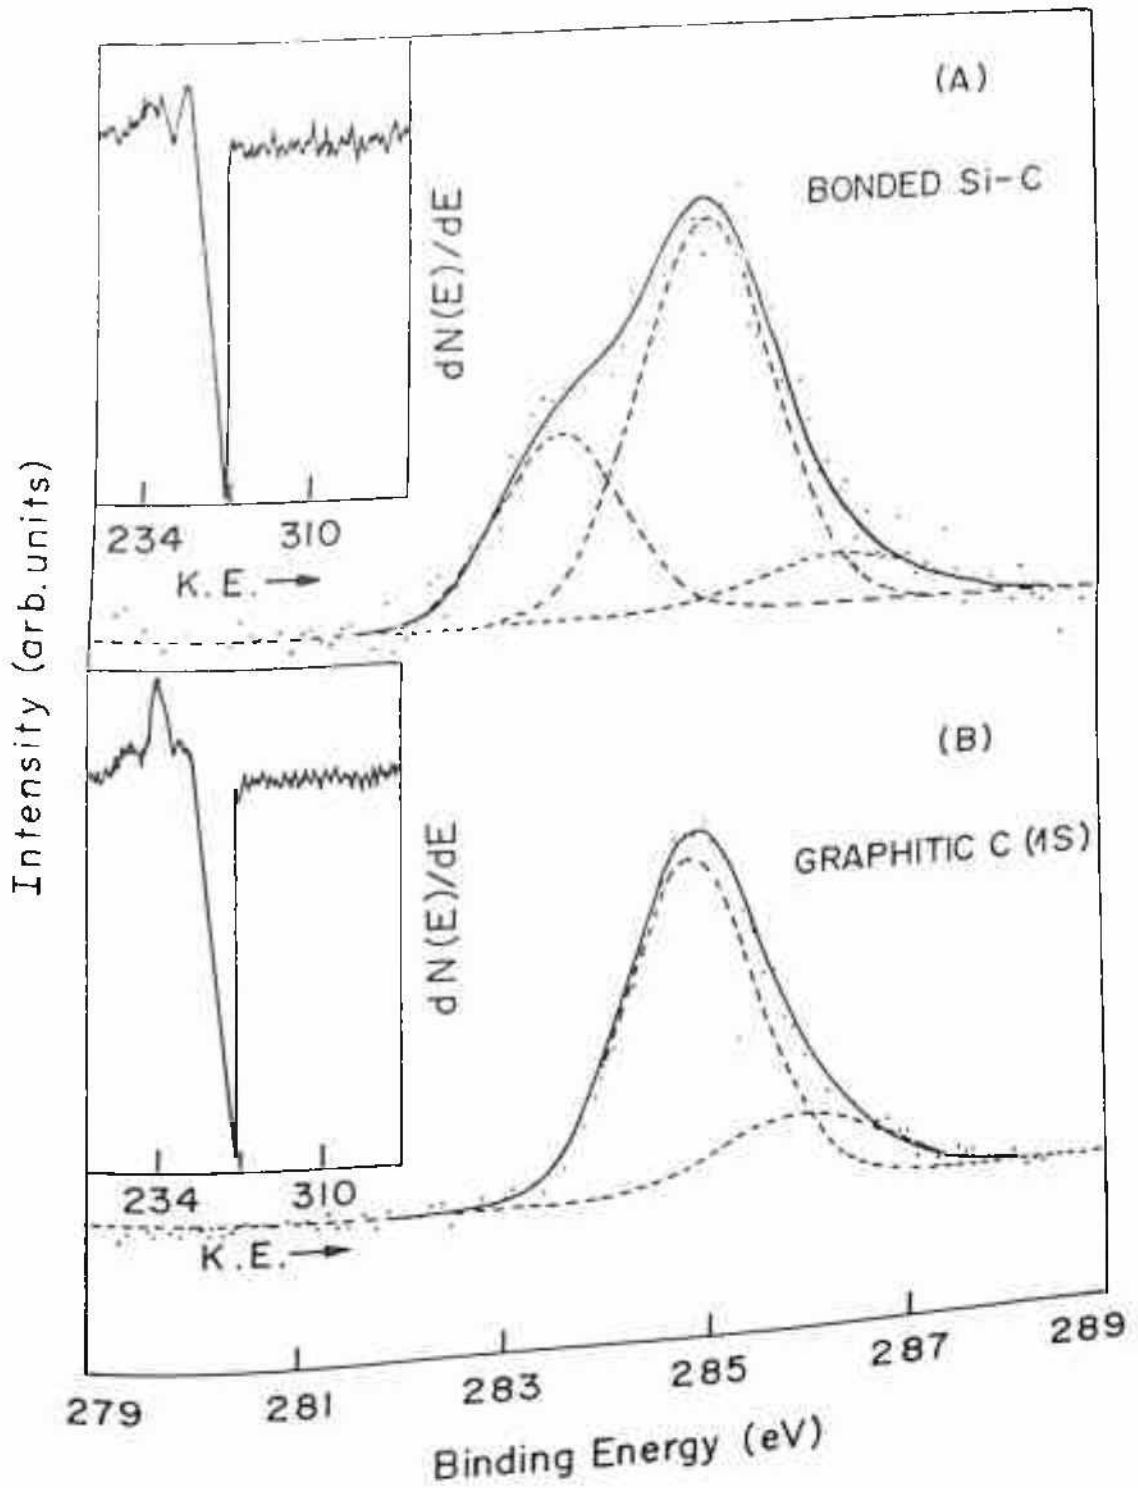 (A)
BONDED Si-C
dN(E)/dE
234 310
K.E.
Intensity (arb.units)
(B)
GRAPHITIC C (1S)
dN(E)/dE
234 310
K.E.
279 281 283 285 287 289
Binding Energy (eV)